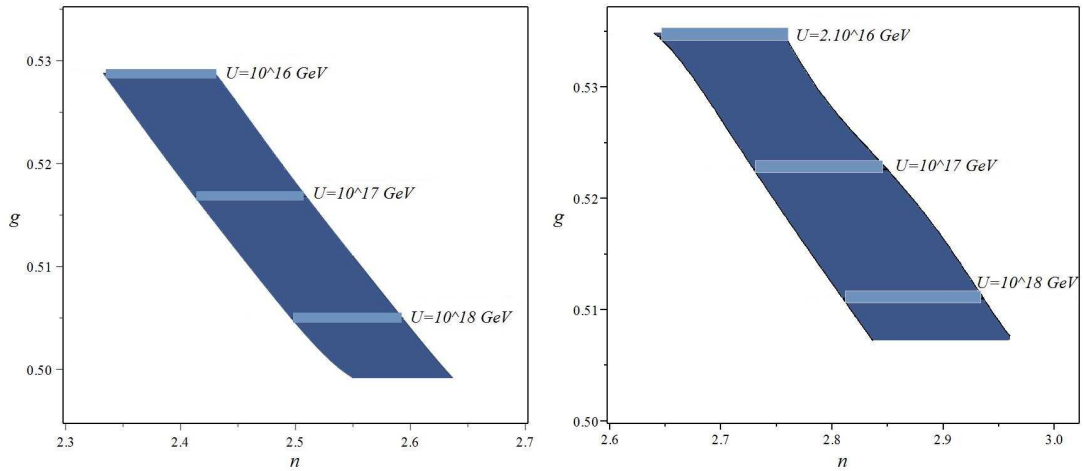 0.53
0.52
0.51
0.50
g
U=10^16 GeV
U=10^17 GeV
U=10^18 GeV
2.3
2.4
2.5
2.6
2.7
n
0.53
0.52
0.51
0.50
g
U=2.10^16 GeV
U=10^17 GeV
U=10^18 GeV
2.6
2.7
2.8
2.9
3.0
n